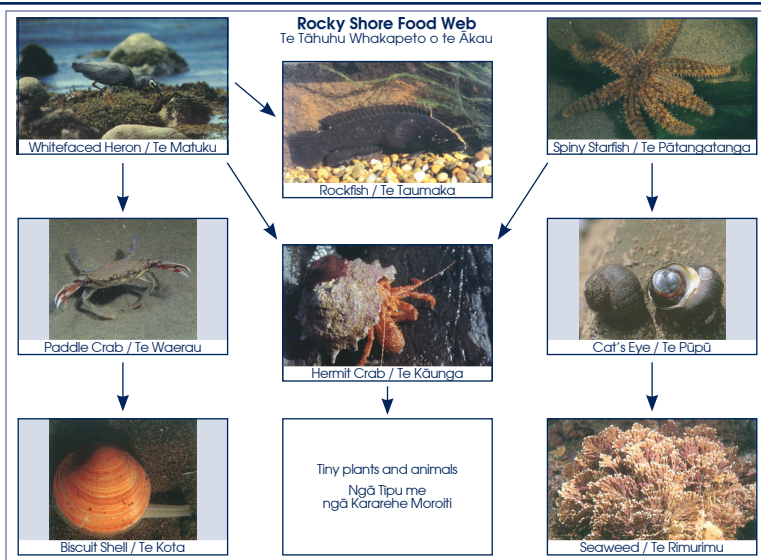 Rocky Shore Food Web
Te Tāhuhu Whakapeto o te Ākau
Whitefaced Heron / Te Matuku
Rockfish / Te Taumaka
Spiny Starfish / Te Pātangatanga
Paddle Crab / Te Waerau
Hermit Crab / Te Kāunga
Cat's Eye / Te Pūpū
Biscuit Shell / Te Kota
Tiny plants and animals
Ngā Tipu me
ngā Kararehe Moroiti
Seaweed / Te Rimurimu